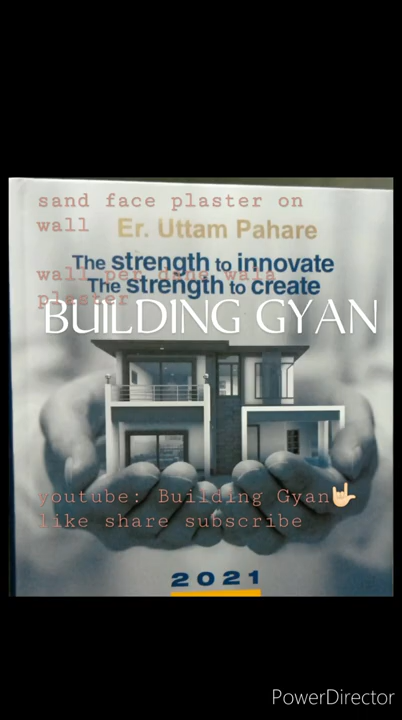 sand face plaster on
wall
Er. Uttam Pahare
The strength to innovate
wall per dane wala
The strength to create
plaster
BUILDING GYAN
youtube: Building Gyan🤟🏻
like share subscribe
2021
PowerDirector